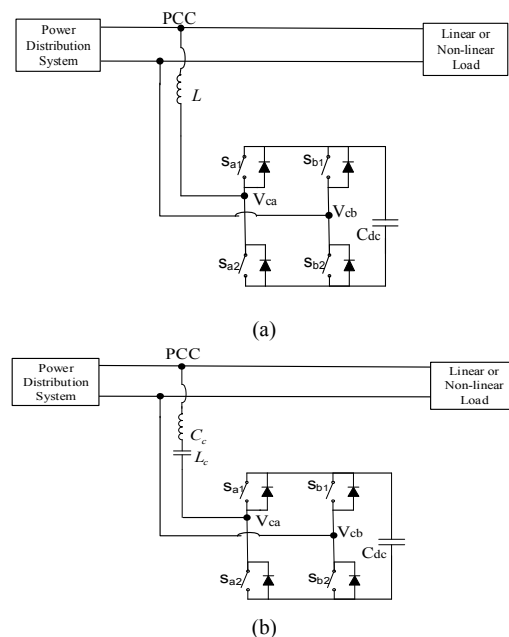 PCC
Power
Distribution
System
Linear or
Non-linear
Load
L
Sa1
Sb1
Vca
Vcb
Cdc
Sa2
Sb2
(a)
PCC
Power
Distribution
System
Linear or
Non-linear
Load
Cc
Lc
Sa1
Sb1
Vca
Vcb
Cdc
Sa2
Sb2
(b)